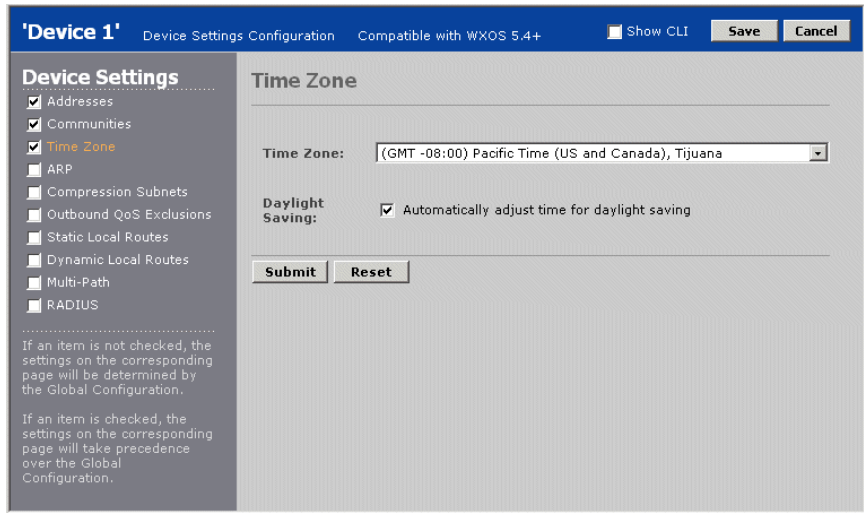 'Device 1' Device Settings Configuration Compatible with WXOS 5.4+ Show CLI Save Cancel
Device Settings
Addresses
Communities
Time Zone
ARP
Compression Subnets
Outbound QoS Exclusions
Static Local Routes
Dynamic Local Routes
Multi-Path
RADIUS
If an item is not checked, the
settings on the corresponding
page will be determined by
the Global Configuration.
If an item is checked, the
settings on the corresponding
page will take precedence
over the Global
Configuration.
Time Zone
Time Zone: (GMT -08:00) Pacific Time (US and Canada), Tijuana
Daylight
Saving:
Automatically adjust time for daylight saving
Submit Reset